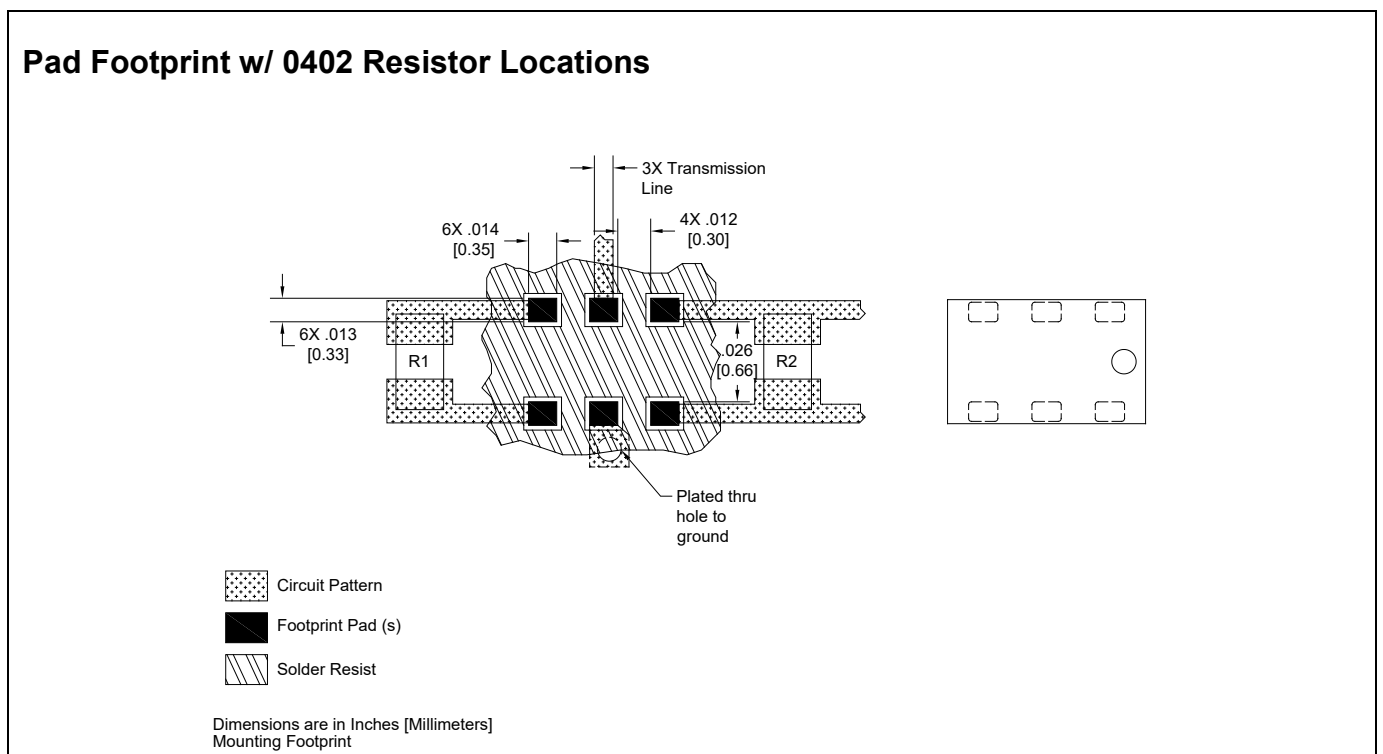 Pad Footprint w/ 0402 Resistor Locations
3X Transmission
Line
6X .014
[0.35]
4X .012
[0.30]
6X .013
[0.33]
R1
.026
[0.66]
R2
Plated thru
hole to
ground
Circuit Pattern
Footprint Pad (s)
Solder Resist
Dimensions are in Inches [Millimeters]
Mounting Footprint